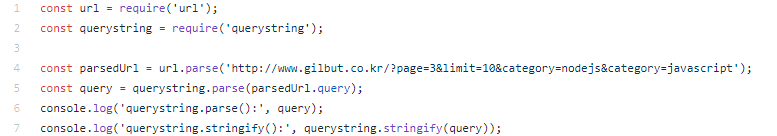 1 const url = require('url');
2 const querystring = require('querystring');
3
4 const parsedUrl = url.parse('http://www.gilbut.co.kr/?page=3&limit=10&category=nodejs&category=javascript');
5 const query = querystring.parse(parsedUrl.query);
6 console.log('querystring.parse():', query);
7 console.log('querystring.stringify():', querystring.stringify(query));